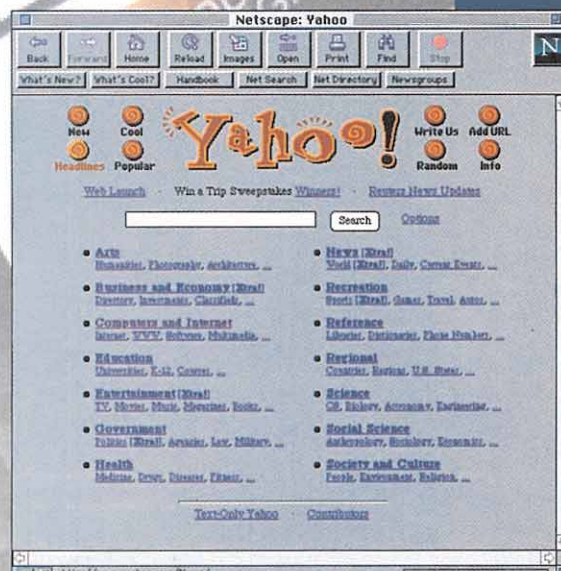 Netscape: Yahoo
Back Forward Home Reload Images Open Print Find Stop N
What's New? What's Cool? Handbook Net Search Net Directory Newsgroups
New Cool Yahoo! Write Us Add URL
Headlines Popular Random Info
Web Launch · Win a Trip Sweepstakes Winners! · Reuters News Updates
Search Options
Arts
Humanities, Photography, Architecture, ...
Business and Economy [Xtra!]
Directory, Investments, Classifieds, ...
Computers and Internet
Internet, WWW, Software, Multimedia, ...
Education
Universities, K-12, Courses, ...
Entertainment [Xtra!]
TV, Movies, Music, Magazines, Books, ...
Government
Politics [Xtra!], Agencies, Law, Military, ...
Health
Medicine, Drugs, Diseases, Fitness, ...
News [Xtra!]
World [Xtra!], Daily, Current Events, ...
Recreation
Sports [Xtra!], Games, Travel, Autos, ...
Reference
Libraries, Dictionaries, Phone Numbers, ...
Regional
Countries, Regions, U.S. States, ...
Science
CS, Biology, Astronomy, Engineering, ...
Social Science
Anthropology, Sociology, Economics, ...
Society and Culture
People, Environment, Religion, ...
Text-Only Yahoo · Contributors